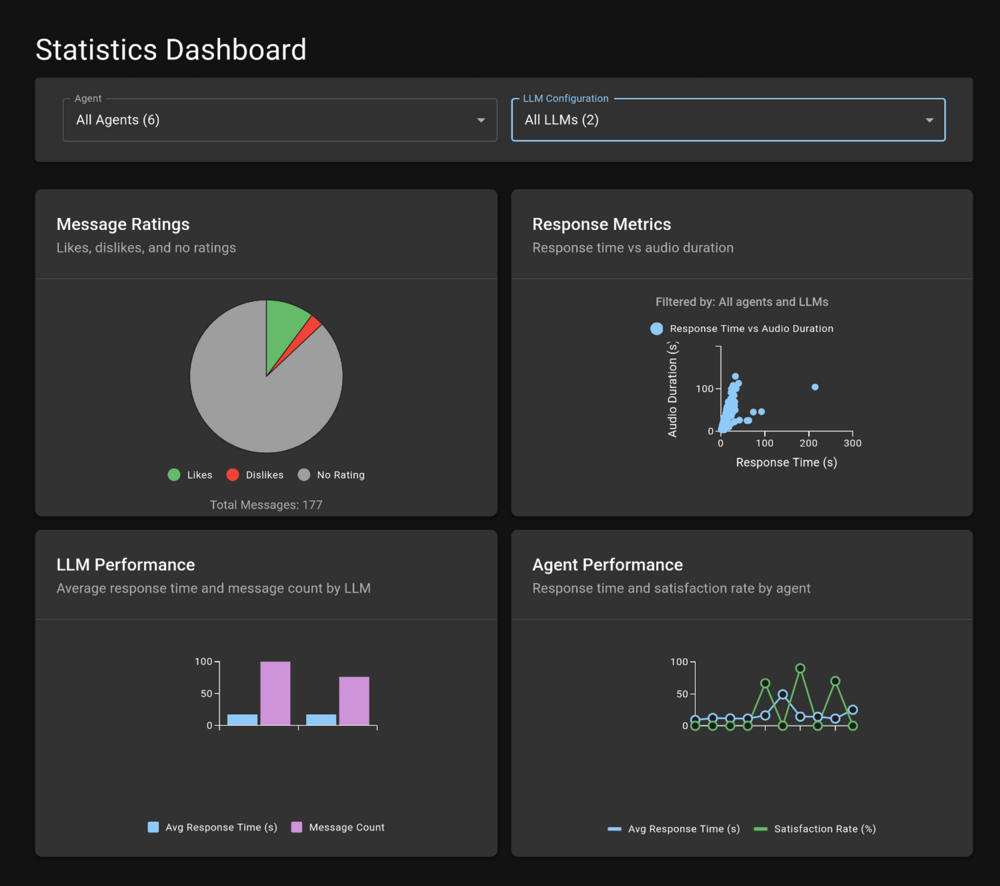 Statistics Dashboard
Agent
All Agents (6)
LLM Configuration
All LLMs (2)
Message Ratings
Likes, dislikes, and no ratings
Likes
Dislikes
No Rating
Total Messages: 177
Response Metrics
Response time vs audio duration
Filtered by: All agents and LLMs
Response Time vs Audio Duration
Audio Duration (s)
100
0
0 100 200 300
Response Time (s)
LLM Performance
Average response time and message count by LLM
100
50
0
Avg Response Time (s) Message Count
Agent Performance
Response time and satisfaction rate by agent
100
50
0
Avg Response Time (s) Satisfaction Rate (%)